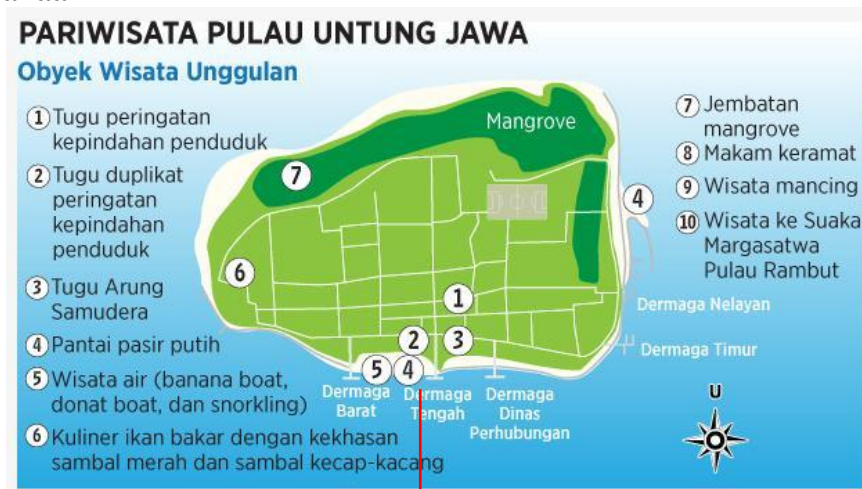 PARIWISATA PULAU UNTUNG JAWA
Obyek Wisata Unggulan
1 Tugu peringatan
kepindahan penduduk
2 Tugu duplikat
peringatan
kepindahan
penduduk
3 Tugu Arung
Samudera
4 Pantai pasir putih
5 Wisata air (banana boat,
donat boat, dan snorkling)
6 Kuliner ikan bakar dengan kekhasan
sambal merah dan sambal kecap-kacang
Mangrove
7
4
6
1
2
3
5
4
Dermaga Nelayan
Dermaga Timur
Dermaga
Barat
Dermaga
Tengah
Dermaga
Dinas
Perhubungan
7 Jembatan
mangrove
8 Makam keramat
9 Wisata mancing
10 Wisata ke Suaka
Margasatwa
Pulau Rambut
U